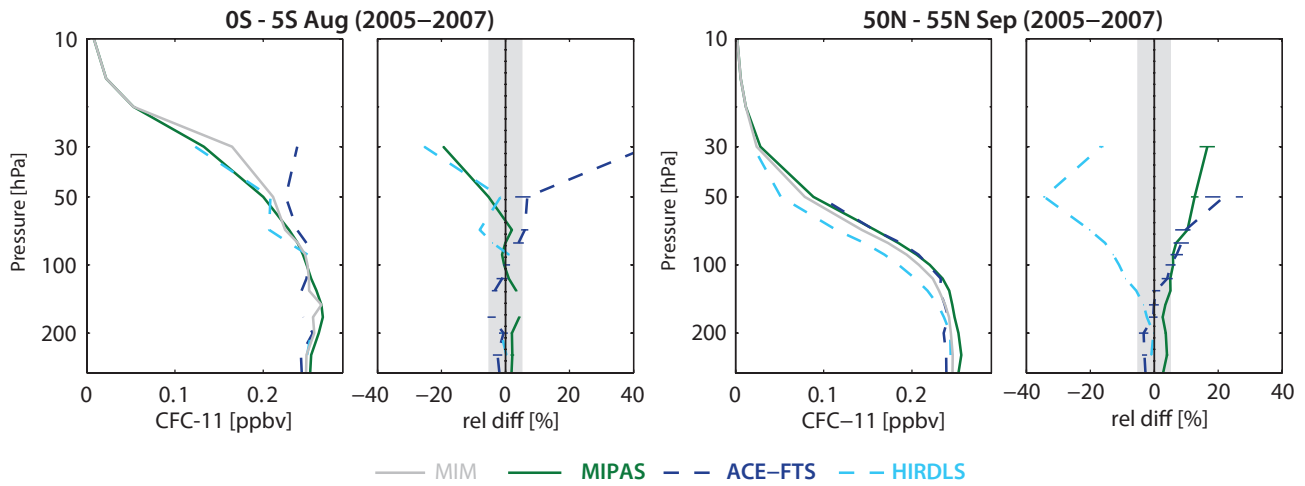 0S - 5S Aug (2005−2007)
50N - 55N Sep (2005−2007)
10
30
50
100
200
Pressure [hPa]
0
0.1
0.2
CFC-11 [ppbv]
−40
−20
0
20
40
rel diff [%]
10
30
50
100
200
Pressure [hPa]
0
0.1
0.2
CFC−11 [ppbv]
−40
−20
0
20
40
rel diff [%]
MIM
MIPAS
ACE−FTS
HIRDLS